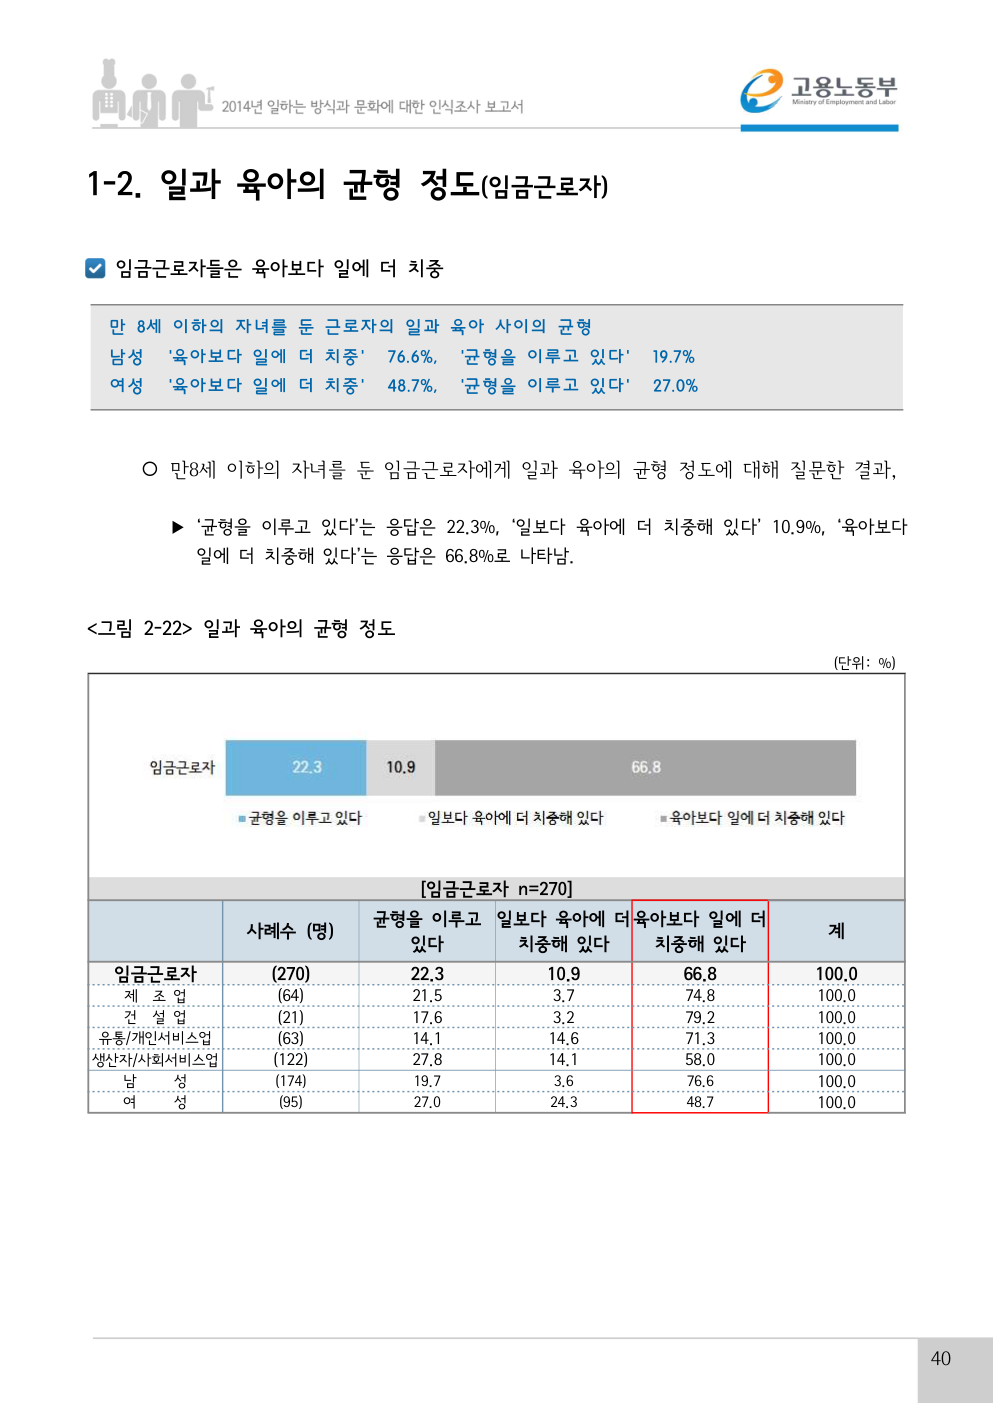 2014년 일하는 방식과 문화에 대한 인식조사 보고서
고용노동부
Ministry of Employment and Labor
1-2. 일과 육아의 균형 정도(임금근로자)
임금근로자들은 육아보다 일에 더 치중
만 8세 이하의 자녀를 둔 근로자의 일과 육아 사이의 균형
남성 '육아보다 일에 더 치중' 76.6%, '균형을 이루고 있다' 19.7%
여성 '육아보다 일에 더 치중' 48.7%, '균형을 이루고 있다' 27.0%
○ 만8세 이하의 자녀를 둔 임금근로자에게 일과 육아의 균형 정도에 대해 질문한 결과,
▶ ‘균형을 이루고 있다’는 응답은 22.3%, ‘일보다 육아에 더 치중해 있다’ 10.9%, ‘육아보다
일에 더 치중해 있다’는 응답은 66.8%로 나타남.
<그림 2-22> 일과 육아의 균형 정도
(단위: %)
임금근로자 22.3 10.9 66.8
균형을 이루고 있다 일보다 육아에 더 치중해 있다 육아보다 일에 더 치중해 있다
[임금근로자 n=270]
사례수 (명) 균형을 이루고 있다 일보다 육아에 더 치중해 있다 육아보다 일에 더 치중해 있다 계
임금근로자 (270) 22.3 10.9 66.8 100.0
제 조 업 (64) 21.5 3.7 74.8 100.0
건 설 업 (21) 17.6 3.2 79.2 100.0
유통/개인서비스업 (63) 14.1 14.6 71.3 100.0
생산자/사회서비스업 (122) 27.8 14.1 58.0 100.0
남 성 (174) 19.7 3.6 76.6 100.0
여 성 (95) 27.0 24.3 48.7 100.0
40